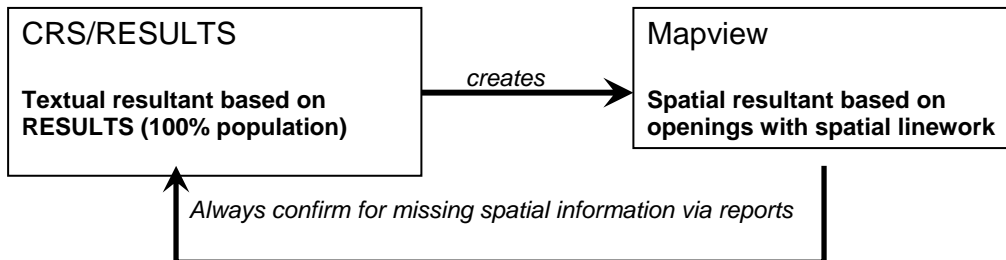 CRS/RESULTS
Textual resultant based on
RESULTS (100% population)
creates
Mapview
Spatial resultant based on
openings with spatial linework
Always confirm for missing spatial information via reports